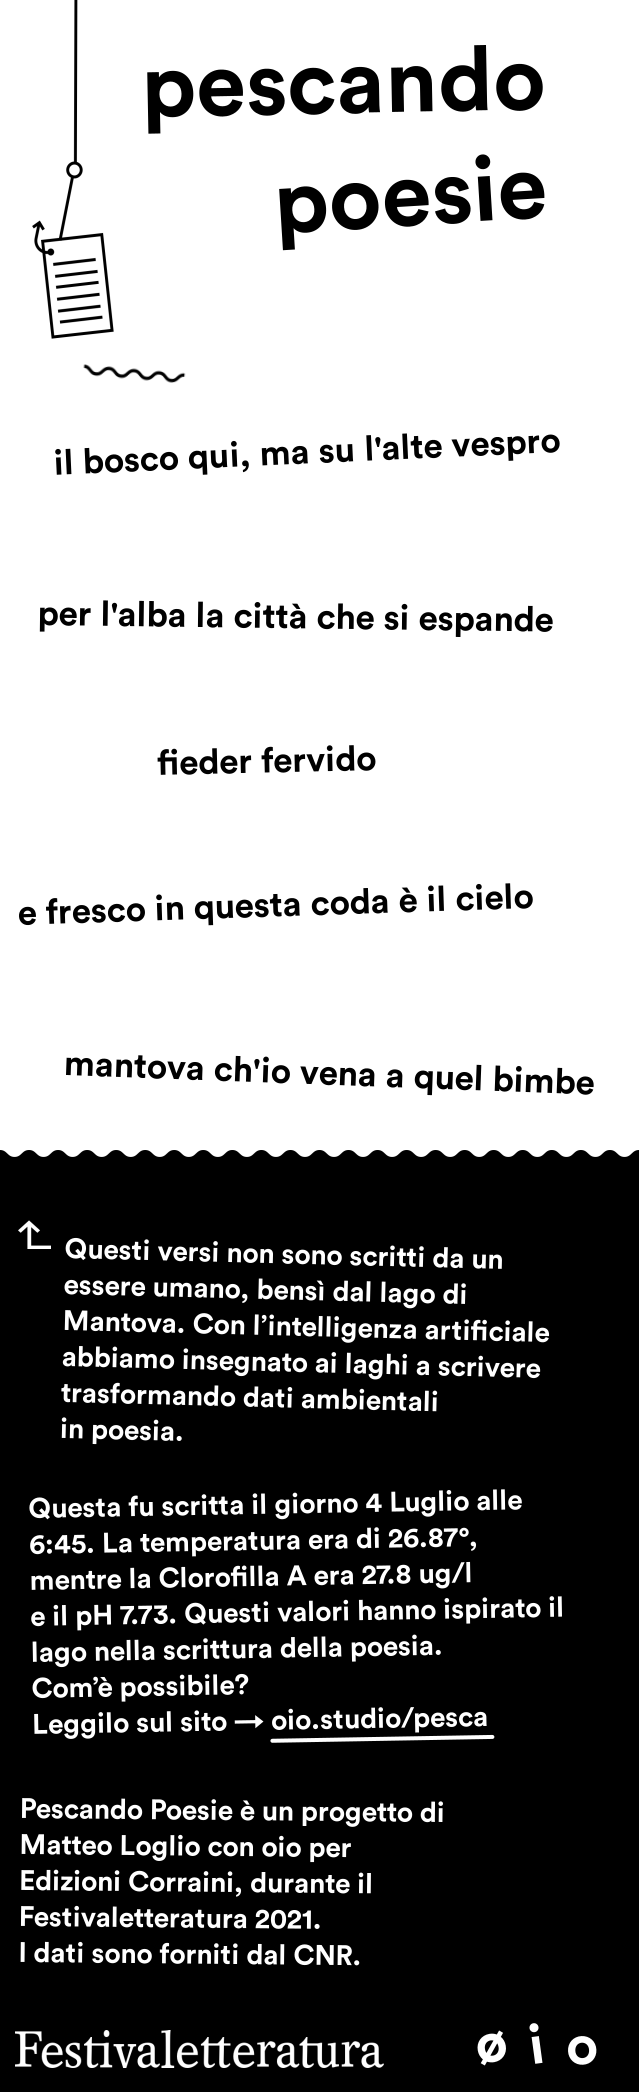 pescando
poesie
il bosco qui, ma su l'alte vespro
per l'alba la città che si espande
fieder fervido
e fresco in questa coda è il cielo
mantova ch'io vena a quel bimbe
Questi versi non sono scritti da un
essere umano, bensì dal lago di
Mantova. Con l’intelligenza artificiale
abbiamo insegnato ai laghi a scrivere
trasformando dati ambientali
in poesia.
Questa fu scritta il giorno 4 Luglio alle
6:45. La temperatura era di 26.87°,
mentre la Clorofilla A era 27.8 ug/l
e il pH 7.73. Questi valori hanno ispirato il
lago nella scrittura della poesia.
Com’è possibile?
Leggilo sul sito → oio.studio/pesca
Pescando Poesie è un progetto di
Matteo Loglio con oio per
Edizioni Corraini, durante il
Festivaletteratura 2021.
I dati sono forniti dal CNR.
Festivaletteratura
ø i o